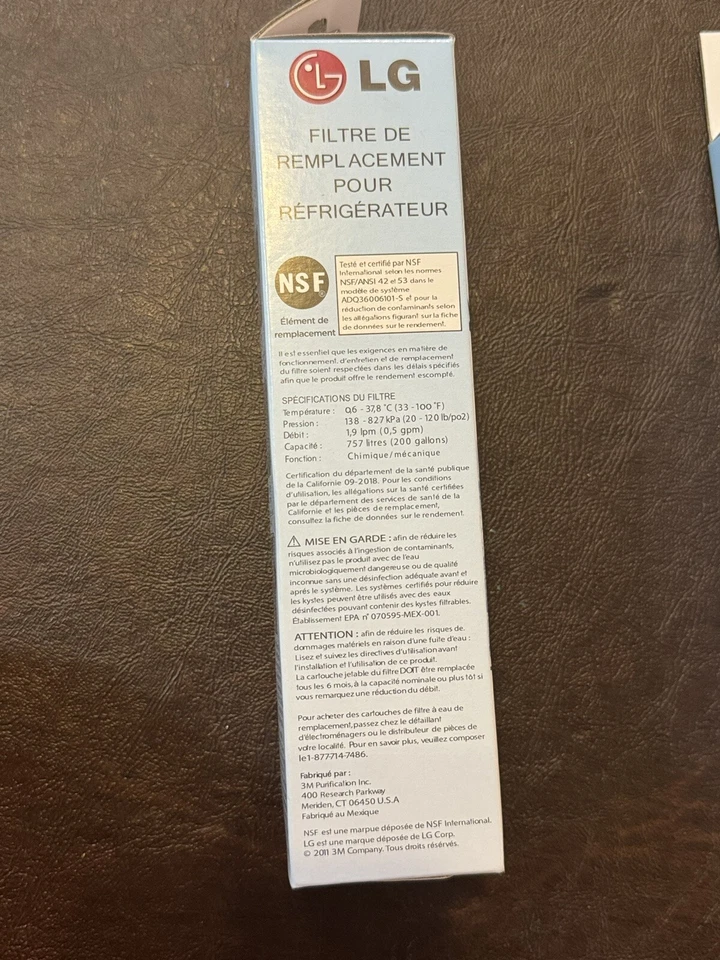 LG
FILTRE DE
REMPLACEMENT
POUR
RÉFRIGÉRATEUR
NSF
Élément de
remplacement
Testé et certifié par NSF
International selon les normes
NSF/ANSI 42 et 53 dans le
modèle de système
ADQ36006101-S et pour la
réduction de contaminants selon
les allégations figurant sur la fiche
de données sur le rendement.
Il est essentiel que les exigences en matière de
fonctionnement, d'entretien et de remplacement
du filtre soient respectées dans les délais spécifiés
afin que le produit offre le rendement escompté.
SPÉCIFICATIONS DU FILTRE
Température : 0,6 - 37,8 °C (33 -100 °F)
Pression : 138 - 827 kPa (20 - 120 lb/po2)
Débit : 1,9 lpm (0,5 gpm)
Capacité : 757 litres (200 gallons)
Fonction : Chimique/mécanique
Certification du département de la santé publique
de la Californie 09-2018. Pour les conditions
d'utilisation, les allégations sur la santé certifiées
par le département des services de santé de la
Californie et les pièces de remplacement,
consultez la fiche de données sur le rendement.
⚠ MISE EN GARDE : afin de réduire les
risques associés à l'ingestion de contaminants,
n'utilisez pas le produit avec de l'eau
microbiologiquement dangereuse ou de qualité
inconnue sans une désinfection adéquate avant et
aprés le système. Les systèmes certifiés pour réduire
les kystes peuvent être utilisés avec des eaux
désinfectées pouvant contenir des kystes filtrables.
Établissement EPA n° 070595-MEX-001.
ATTENTION : afin de réduire les risques de
dommages matériels en raison d'une fuite d'eau :
Lisez et suivez les directives d'utilisation avant
l'installation et l'utilisation de ce produit.
La cartouche jetable du filtre DOIT être remplacée
tous les 6 mois, à la capacité nominale ou plus tôt si
vous remarquez une réduction du débit.
Pour acheter des cartouches de filtre à eau de
remplacement, passez chez le détaillant
d'électroménagers ou le distributeur de pièces de
votre localité. Pour en savoir plus, veuillez composer
le 1-877-714-7486.
Fabriqué par :
3M Purification Inc.
400 Research Parkway
Meriden, CT 06450 U.S.A
Fabriqué au Mexique
NSF est une marpue déposée de NSF International.
LG est une marque déposée de LG Corp.
© 2011 3M Company. Tous droits réservés.